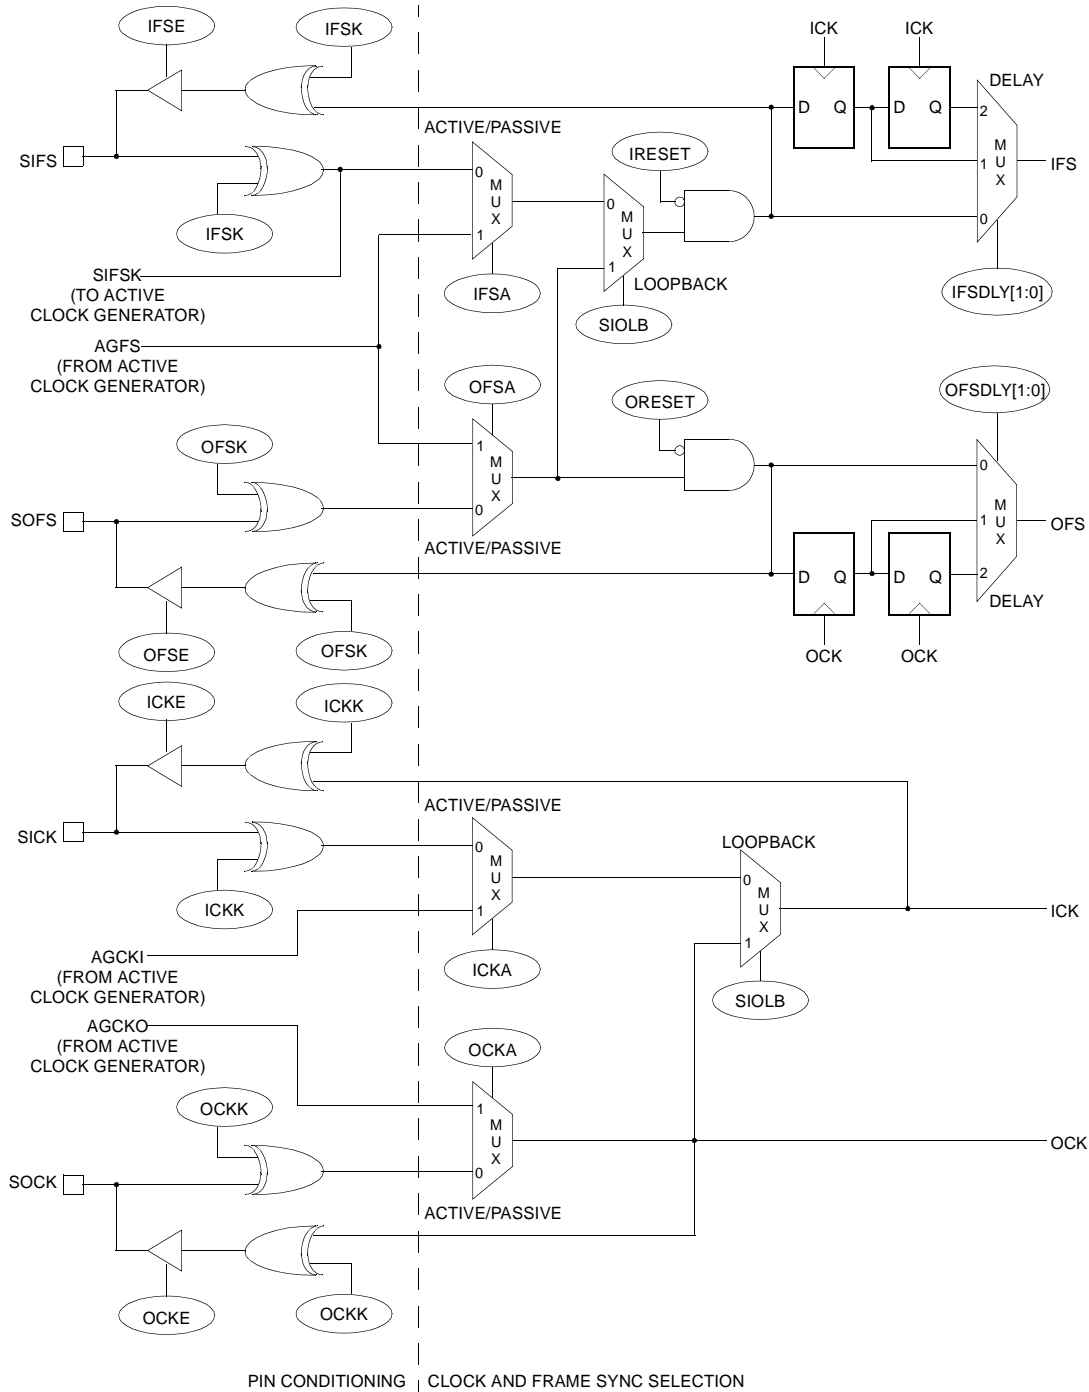 IFSE
IFSK
ICK
ICK
DELAY
D Q
D Q
2
1
0
M
U
X
IFS
SIFS
ACTIVE/PASSIVE
0
1
M
U
X
IRESET
0
1
M
U
X
LOOPBACK
IFSK
SIFSK
(TO ACTIVE
CLOCK GENERATOR)
IFSA
SIOLB
IFSDLY[1:0]
AGFS
(FROM ACTIVE
CLOCK GENERATOR)
OFSA
ORESET
OFSDLY[1:0]
OFSK
1
0
M
U
X
0
1
2
M
U
X
OFS
SOFS
ACTIVE/PASSIVE
D Q
D Q
DELAY
OFSE
OFSK
OCK
OCK
ICKE
ICKK
ACTIVE/PASSIVE
SICK
0
1
M
U
X
LOOPBACK
0
1
M
U
X
ICK
ICKK
AGCKI
(FROM ACTIVE
CLOCK GENERATOR)
ICKA
SIOLB
AGCKO
(FROM ACTIVE
CLOCK GENERATOR)
OCKA
OCKK
1
0
M
U
X
OCK
SOCK
ACTIVE/PASSIVE
OCKE
OCKK
PIN CONDITIONING
CLOCK AND FRAME SYNC SELECTION